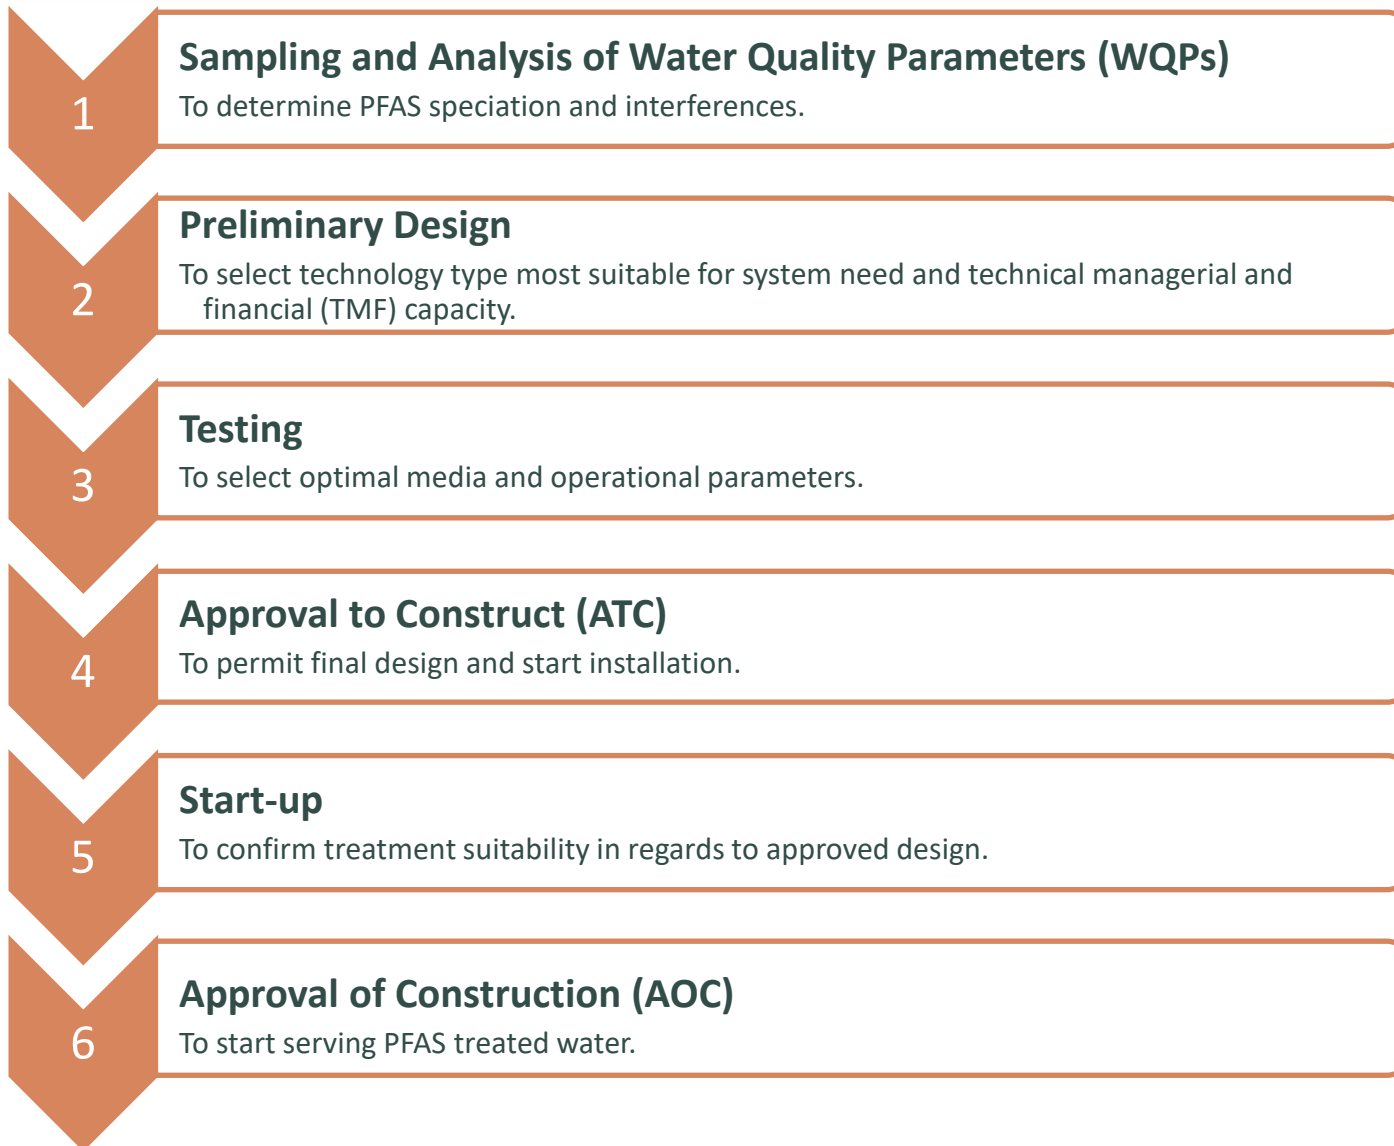 1
Sampling and Analysis of Water Quality Parameters (WQPs)
To determine PFAS speciation and interferences.
2
Preliminary Design
To select technology type most suitable for system need and technical managerial and
financial (TMF) capacity.
3
Testing
To select optimal media and operational parameters.
4
Approval to Construct (ATC)
To permit final design and start installation.
5
Start-up
To confirm treatment suitability in regards to approved design.
6
Approval of Construction (AOC)
To start serving PFAS treated water.